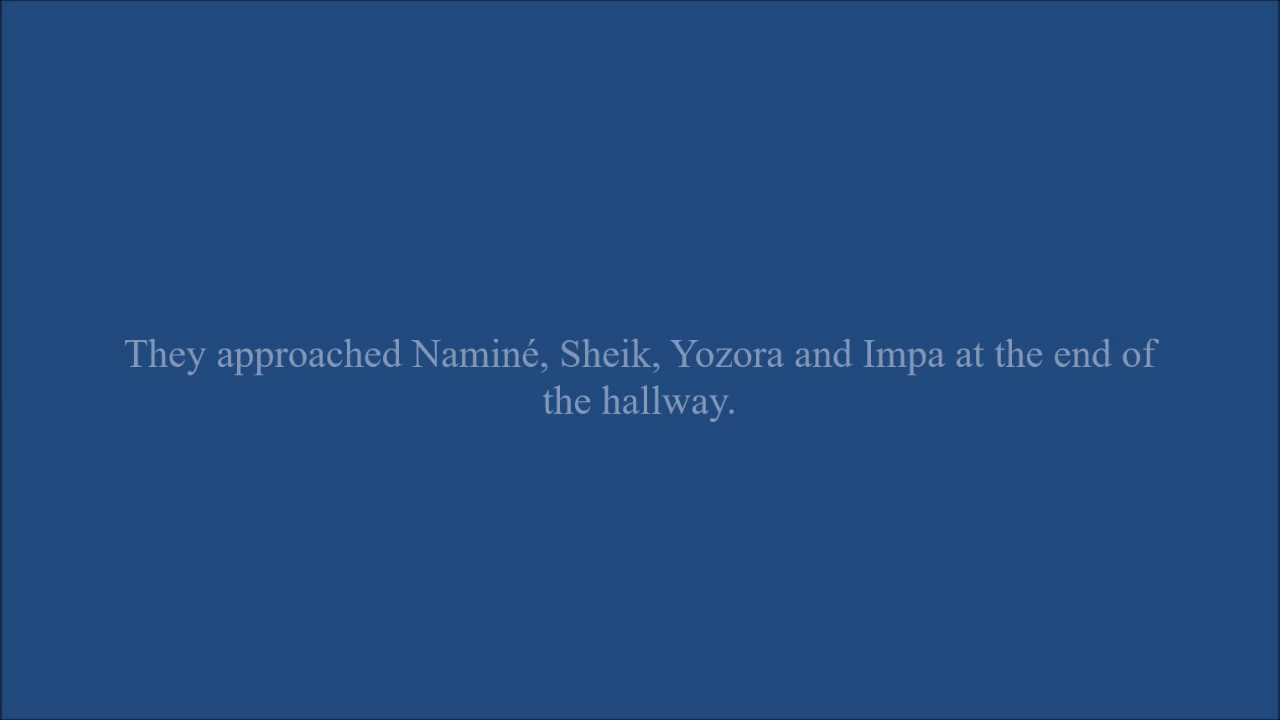 They approached Naminé, Sheik, Yozora and Impa at the end of
the hallway.